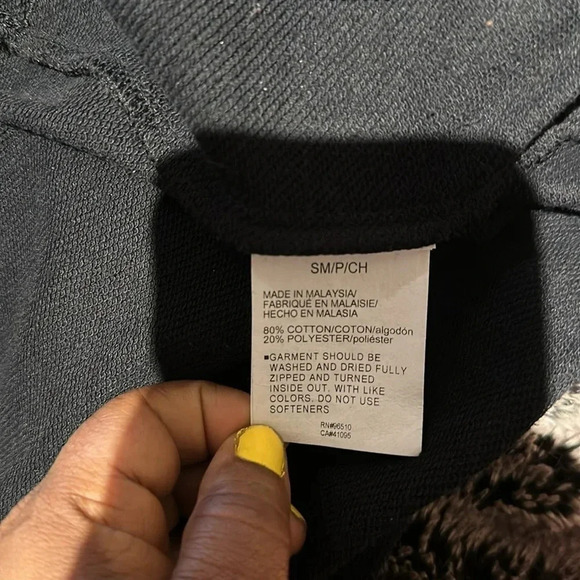 SM/P/CH
MADE IN MALAYSIA/
FABRIQUÉ EN MALAISIE/
HECHO EN MALASIA
80% COTTON/COTON/algodón
20% POLYESTER/poliéster
▪GARMENT SHOULD BE
WASHED AND DRIED FULLY
ZIPPED AND TURNED
INSIDE OUT. WITH LIKE
COLORS. DO NOT USE
SOFTENERS
RN#96510
CA#41095